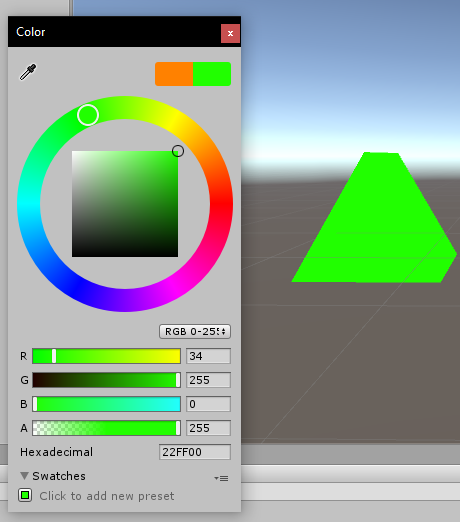 Color
x
RGB 0-255
R 34
G 255
B 0
A 255
Hexadecimal 22FF00
Swatches
Click to add new preset